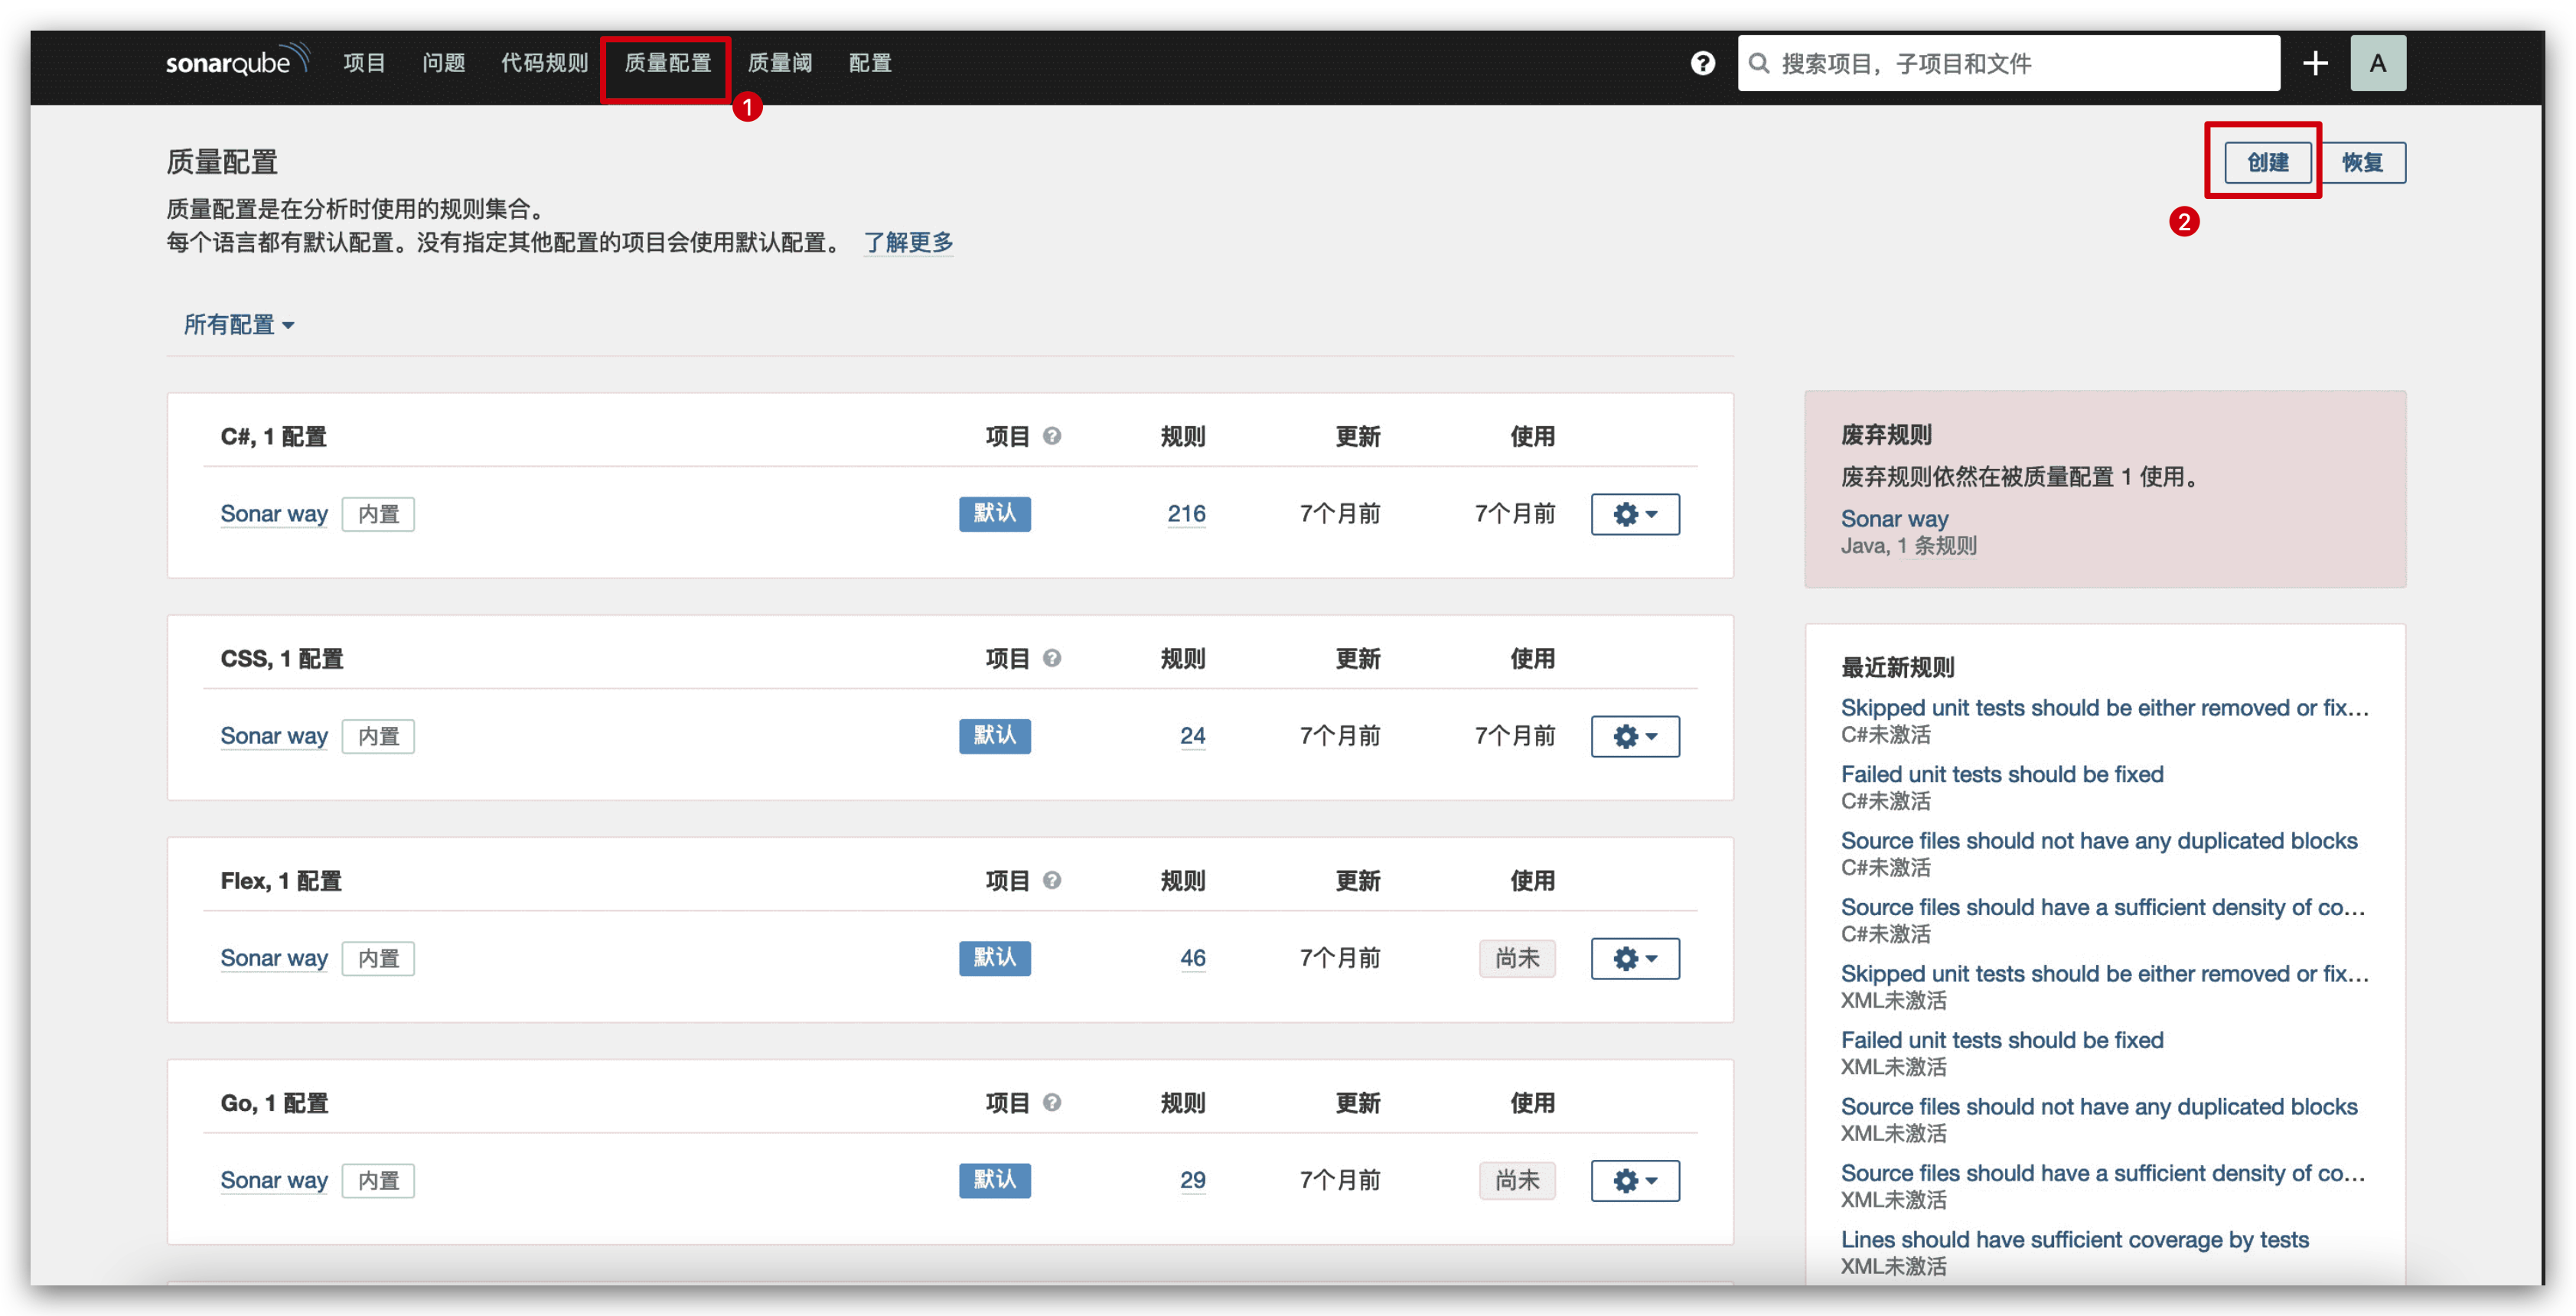 sonarqube 项目 问题 代码规则 质量配置 质量阈 配置 ? 搜索项目，子项目和文件 + A
1
质量配置 创建 恢复
2
质量配置是在分析时使用的规则集合。
每个语言都有默认配置。没有指定其他配置的项目会使用默认配置。 了解更多
所有配置
C#, 1 配置 项目 ? 规则 更新 使用
Sonar way 内置 默认 216 7个月前 7个月前
CSS, 1 配置 项目 ? 规则 更新 使用
Sonar way 内置 默认 24 7个月前 7个月前
Flex, 1 配置 项目 ? 规则 更新 使用
Sonar way 内置 默认 46 7个月前 尚未
Go, 1 配置 项目 ? 规则 更新 使用
Sonar way 内置 默认 29 7个月前 尚未
废弃规则
废弃规则依然在被质量配置 1 使用。
Sonar way
Java, 1 条规则
最近新规则
Skipped unit tests should be either removed or fix...
C#未激活
Failed unit tests should be fixed
C#未激活
Source files should not have any duplicated blocks
C#未激活
Source files should have a sufficient density of co...
C#未激活
Skipped unit tests should be either removed or fix...
XML未激活
Failed unit tests should be fixed
XML未激活
Source files should not have any duplicated blocks
XML未激活
Source files should have a sufficient density of co...
XML未激活
Lines should have sufficient coverage by tests
XML未激活